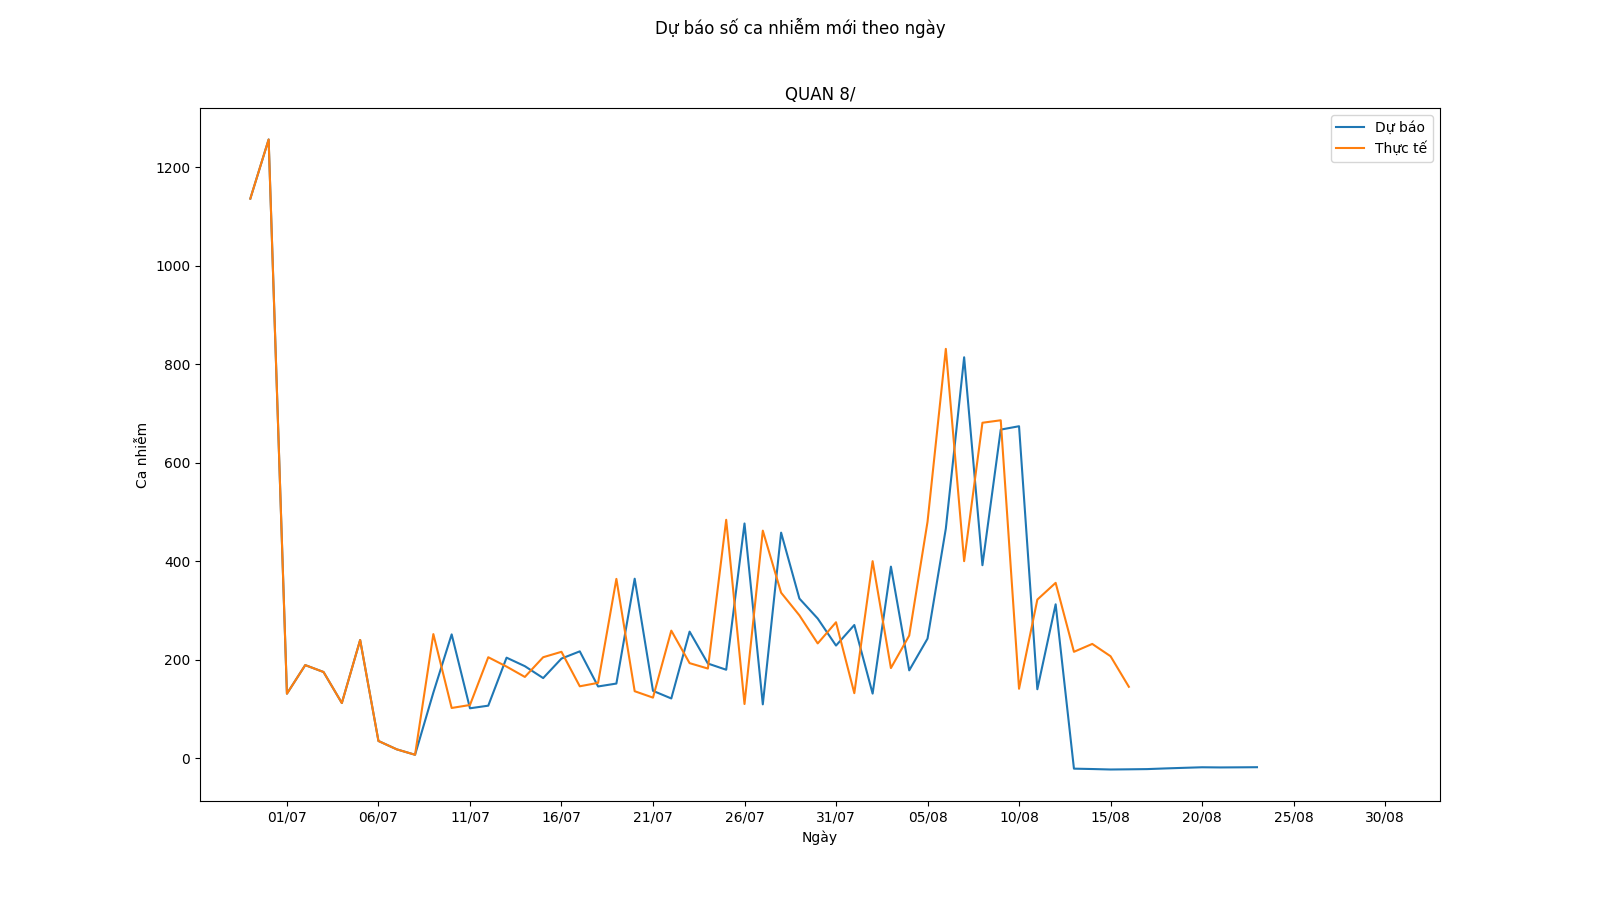 Dự báo số ca nhiễm mới theo ngày
QUAN 8/
Dự báo
Thực tế
1200
1000
800
600
400
200
0
Ca nhiễm
01/07 06/07 11/07 16/07 21/07 26/07 31/07 05/08 10/08 15/08 20/08 25/08 30/08
Ngày